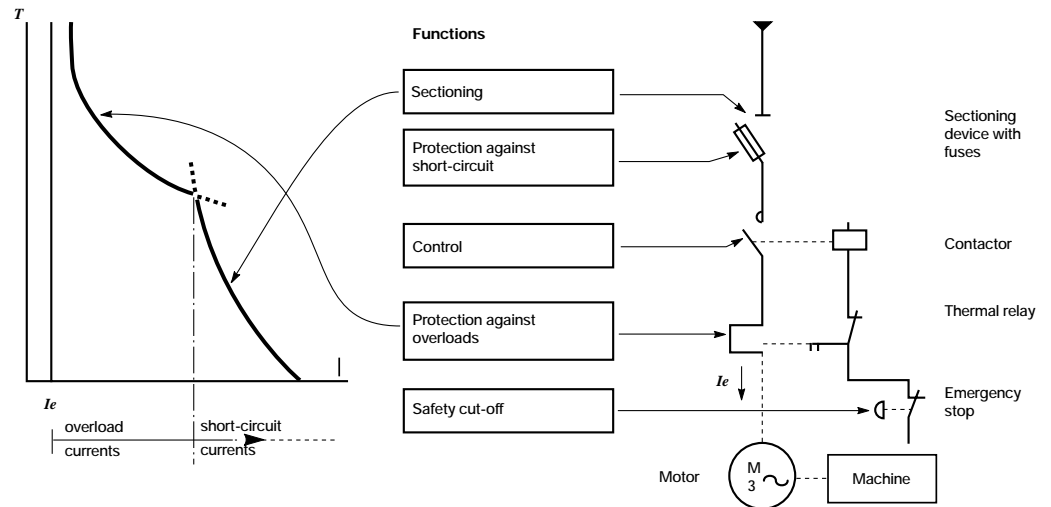 T
Functions
Sectioning
Protection against
short-circuit
Control
Protection against
overloads
Safety cut-off
I
Ie
overload
currents
short-circuit
currents
Sectioning
device with
fuses
Contactor
Thermal relay
Ie
Emergency
stop
Motor
M
3
Machine